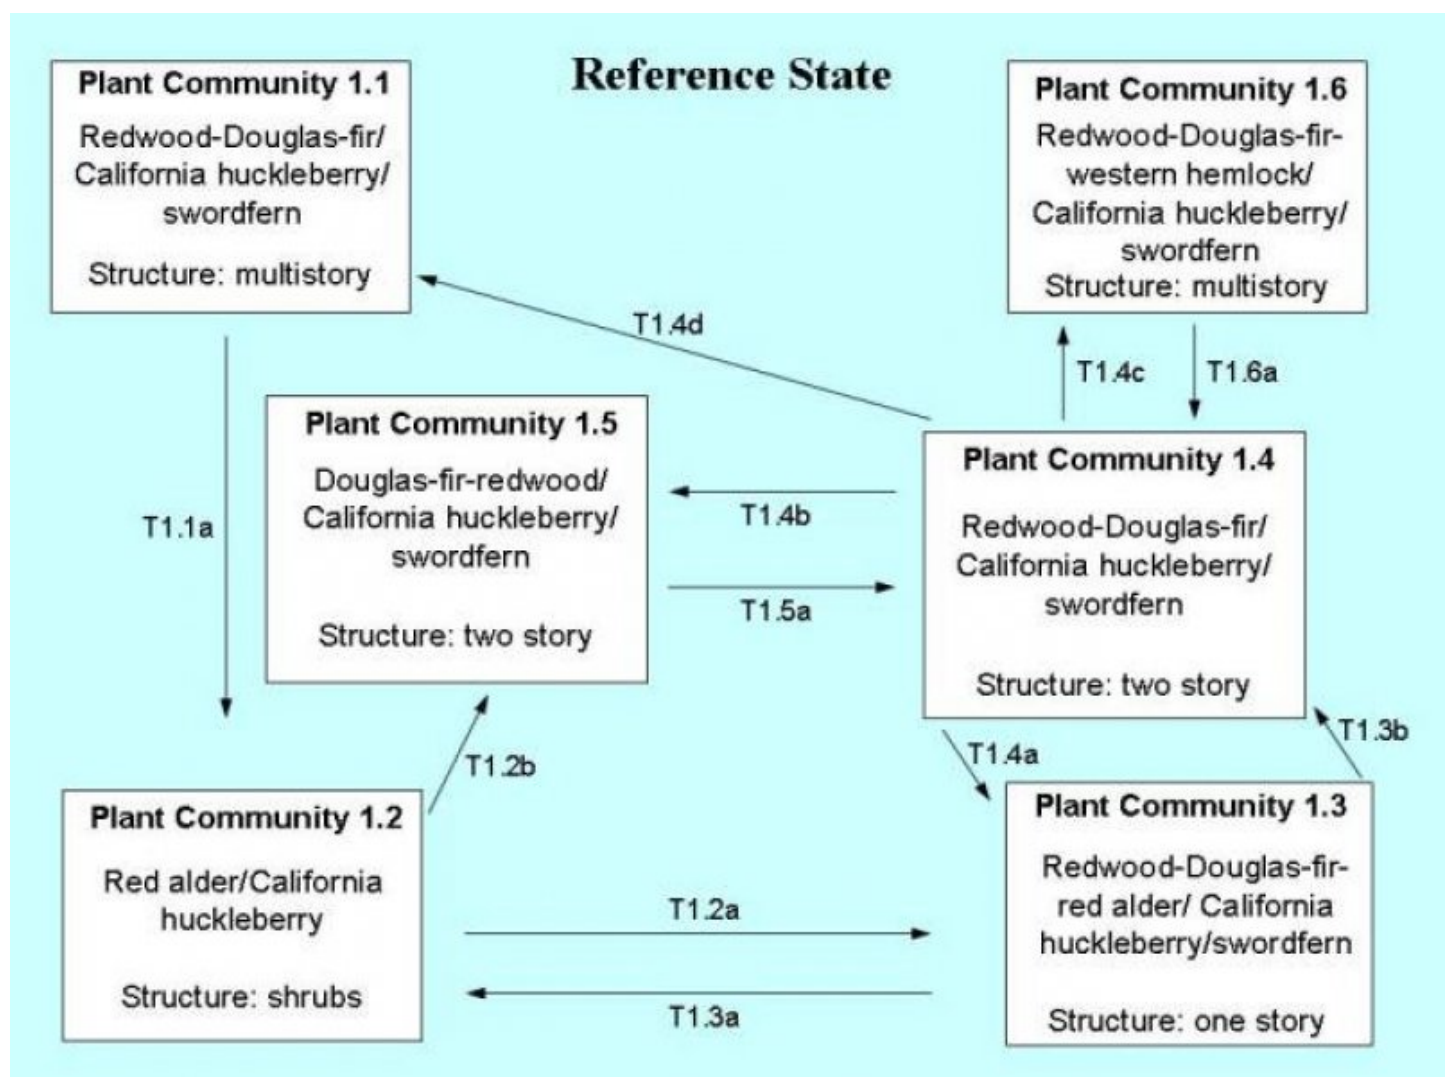 Reference State
Plant Community 1.1
Redwood-Douglas-fir/
California huckleberry/
swordfern
Structure: multistory
Plant Community 1.6
Redwood-Douglas-fir-
western hemlock/
California huckleberry/
swordfern
Structure: multistory
T1.4d
T1.4c
T1.6a
T1.1a
Plant Community 1.5
Douglas-fir-redwood/
California huckleberry/
swordfern
Structure: two story
T1.4b
T1.5a
Plant Community 1.4
Redwood-Douglas-fir/
California huckleberry/
swordfern
Structure: two story
T1.2b
T1.4a
T1.3b
Plant Community 1.2
Red alder/California
huckleberry
Structure: shrubs
T1.2a
T1.3a
Plant Community 1.3
Redwood-Douglas-fir-
red alder/ California
huckleberry/swordfern
Structure: one story